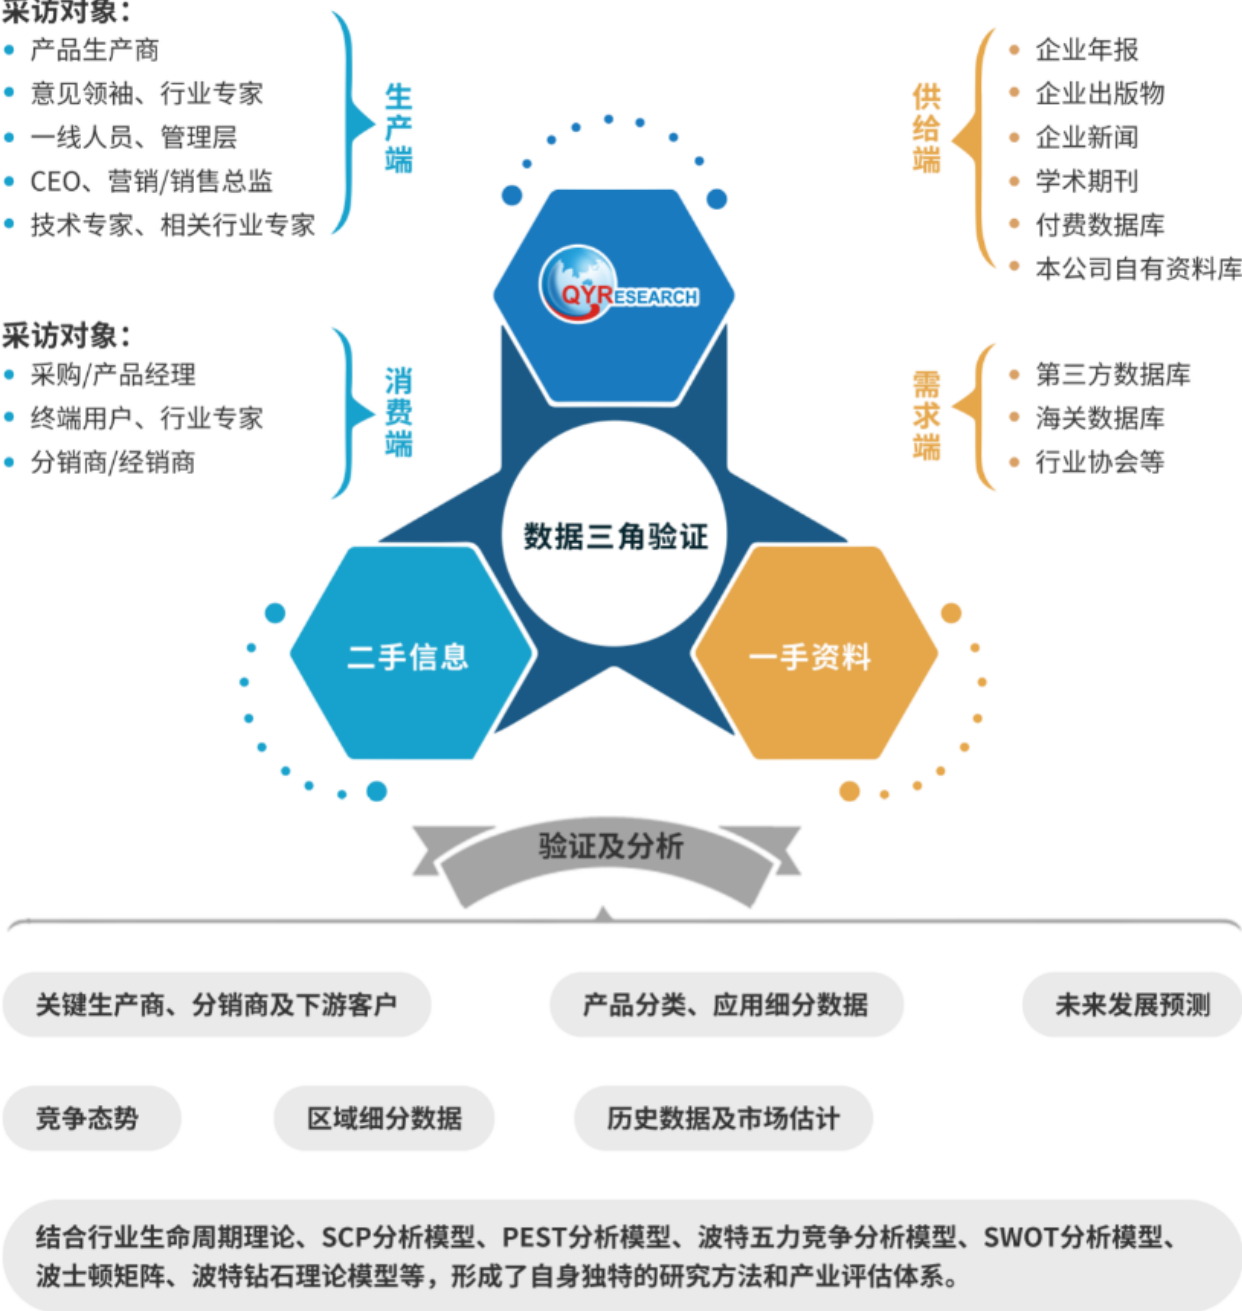 采访对象：
产品生产商
意见领袖、行业专家
一线人员、管理层
CEO、营销/销售总监
技术专家、相关行业专家
生产端
供给端
企业年报
企业出版物
企业新闻
学术期刊
付费数据库
本公司自有资料库
QYRESEARCH
采访对象：
采购/产品经理
终端用户、行业专家
分销商/经销商
消费端
需求端
第三方数据库
海关数据库
行业协会等
数据三角验证
二手信息
一手资料
验证及分析
关键生产商、分销商及下游客户
产品分类、应用细分数据
未来发展预测
竞争态势
区域细分数据
历史数据及市场估计
结合行业生命周期理论、SCP分析模型、PEST分析模型、波特五力竞争分析模型、SWOT分析模型、
波士顿矩阵、波特钻石理论模型等，形成了自身独特的研究方法和产业评估体系。